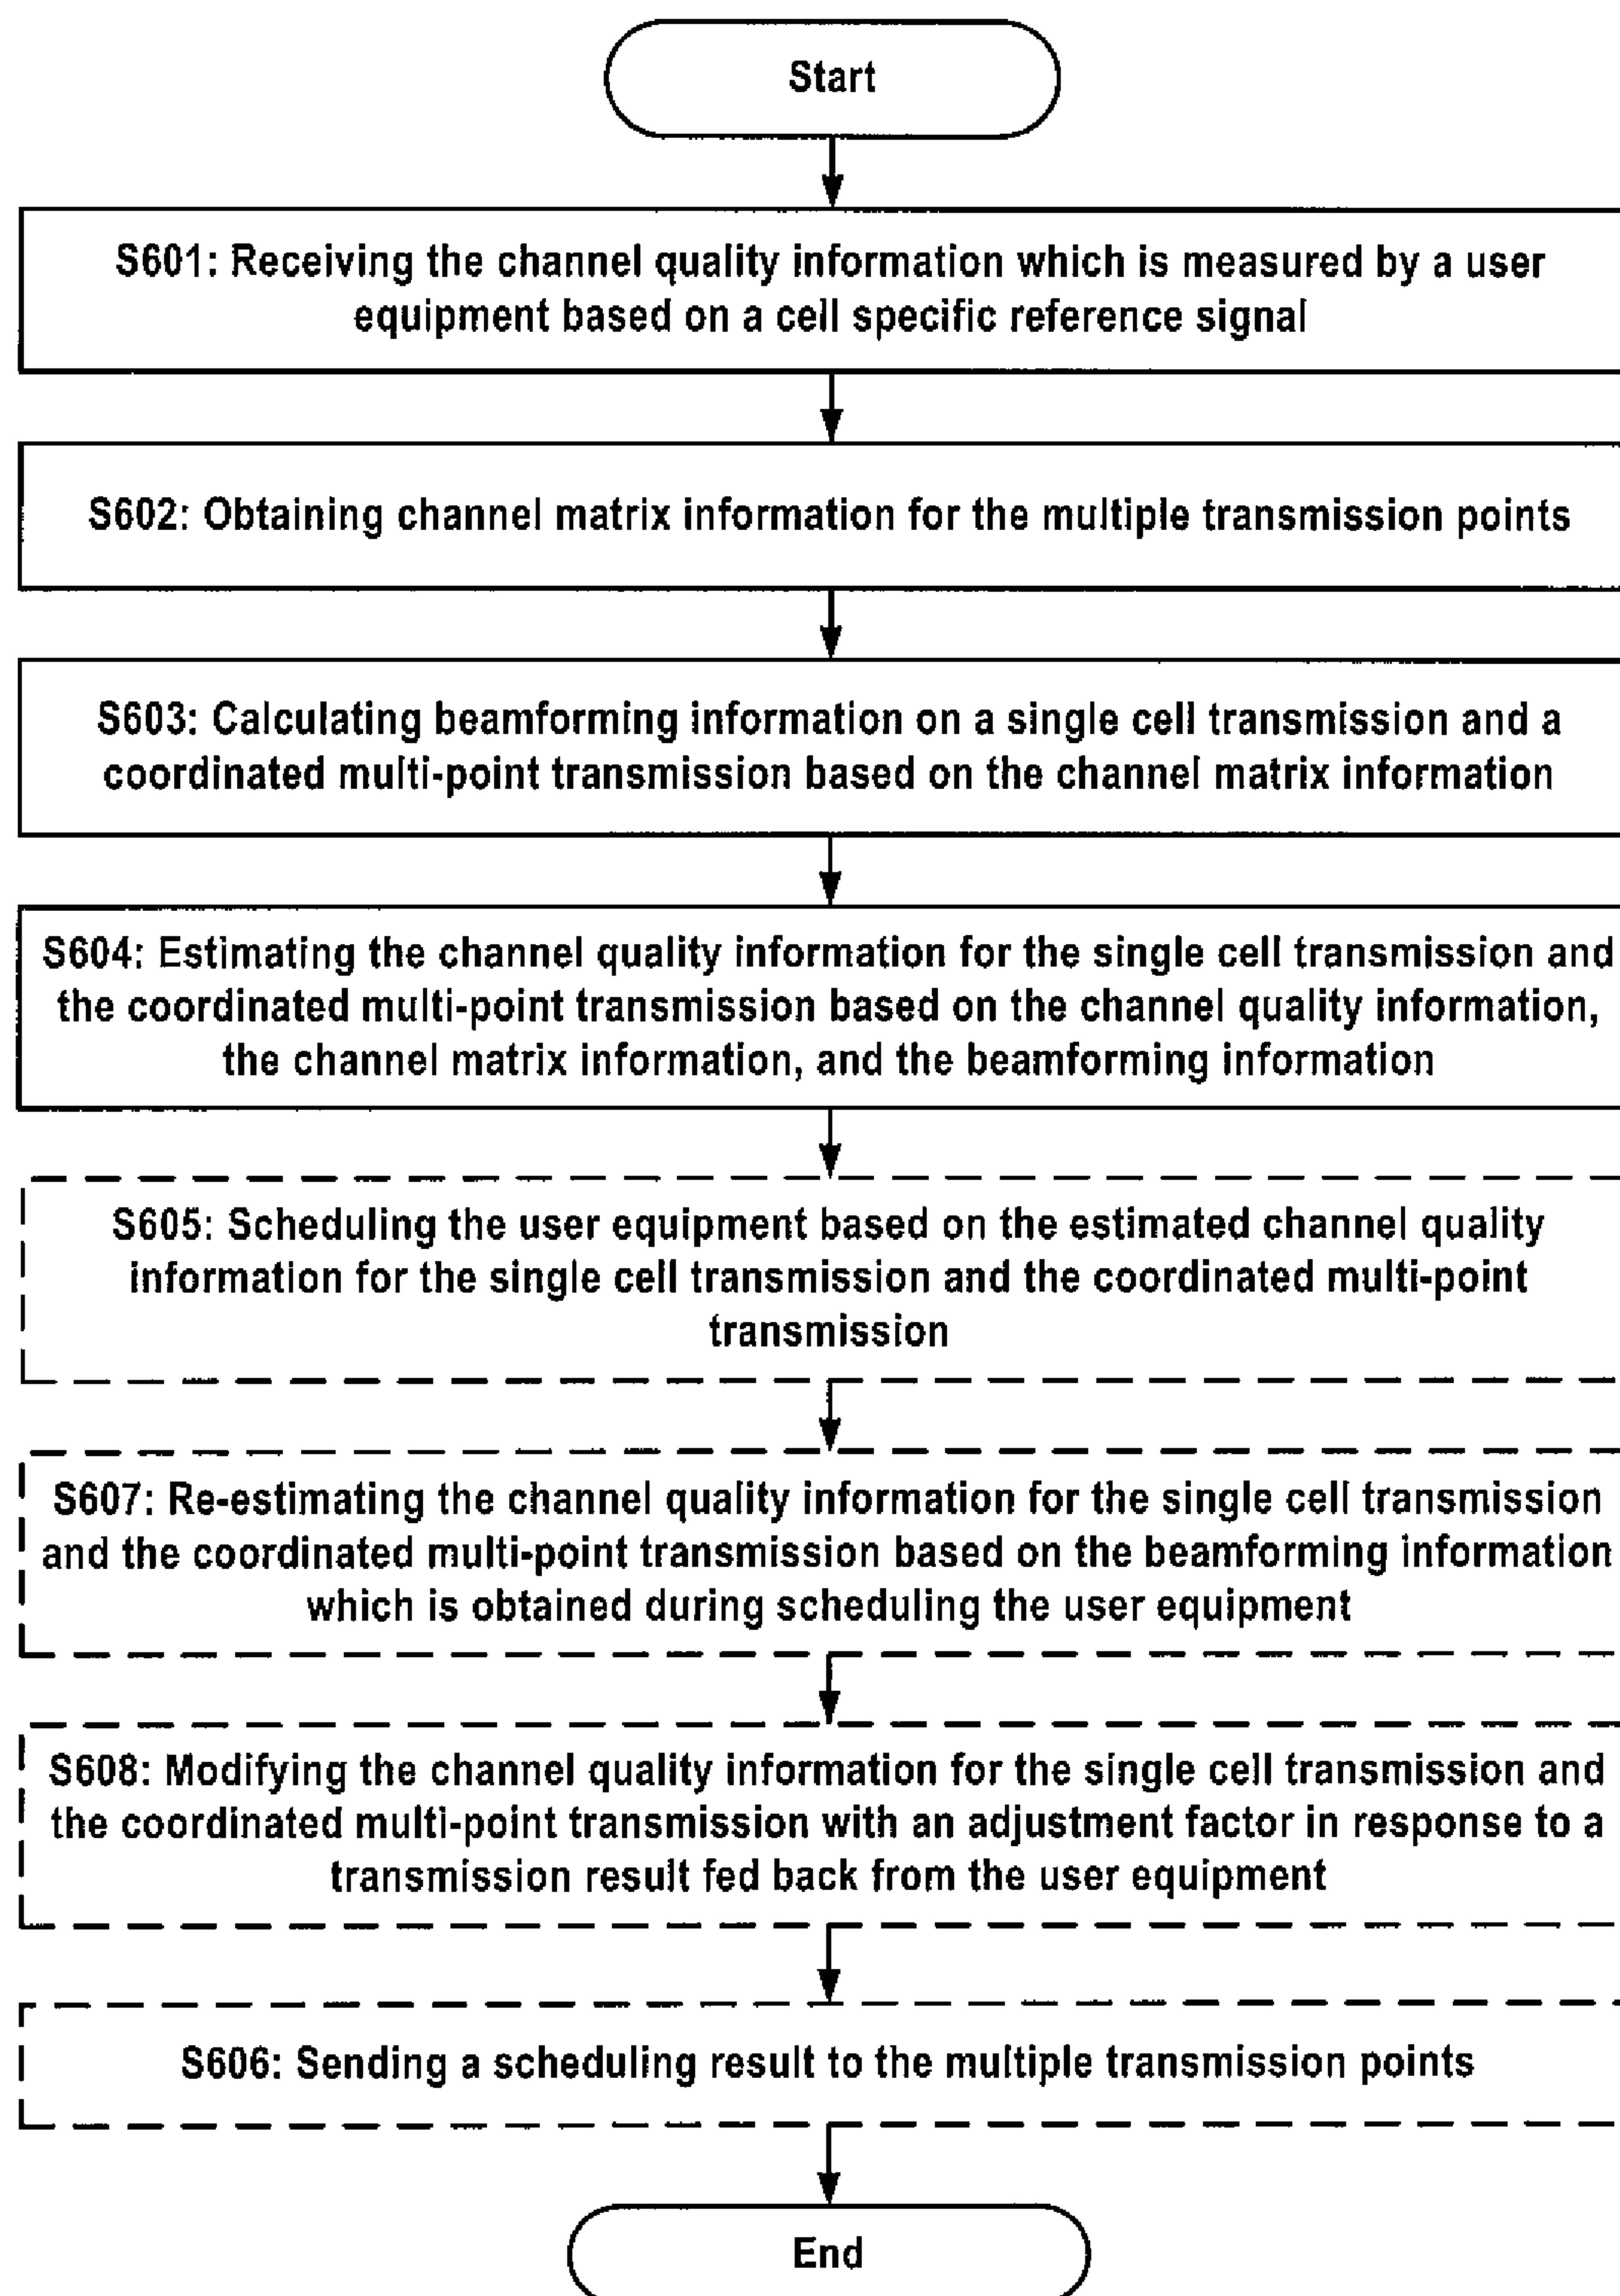 Start
S601: Receiving the channel quality information which is measured by a user
equipment based on a cell specific reference signal
S602: Obtaining channel matrix information for the multiple transmission points
S603: Calculating beamforming information on a single cell transmission and a
coordinated multi-point transmission based on the channel matrix information
S604: Estimating the channel quality information for the single cell transmission and
the coordinated multi-point transmission based on the channel quality information,
the channel matrix information, and the beamforming information
S605: Scheduling the user equipment based on the estimated channel quality
information for the single cell transmission and the coordinated multi-point
transmission
S607: Re-estimating the channel quality information for the single cell transmission
and the coordinated multi-point transmission based on the beamforming information
which is obtained during scheduling the user equipment
S608: Modifying the channel quality information for the single cell transmission and
the coordinated multi-point transmission with an adjustment factor in response to a
transmission result fed back from the user equipment
S606: Sending a scheduling result to the multiple transmission points
End